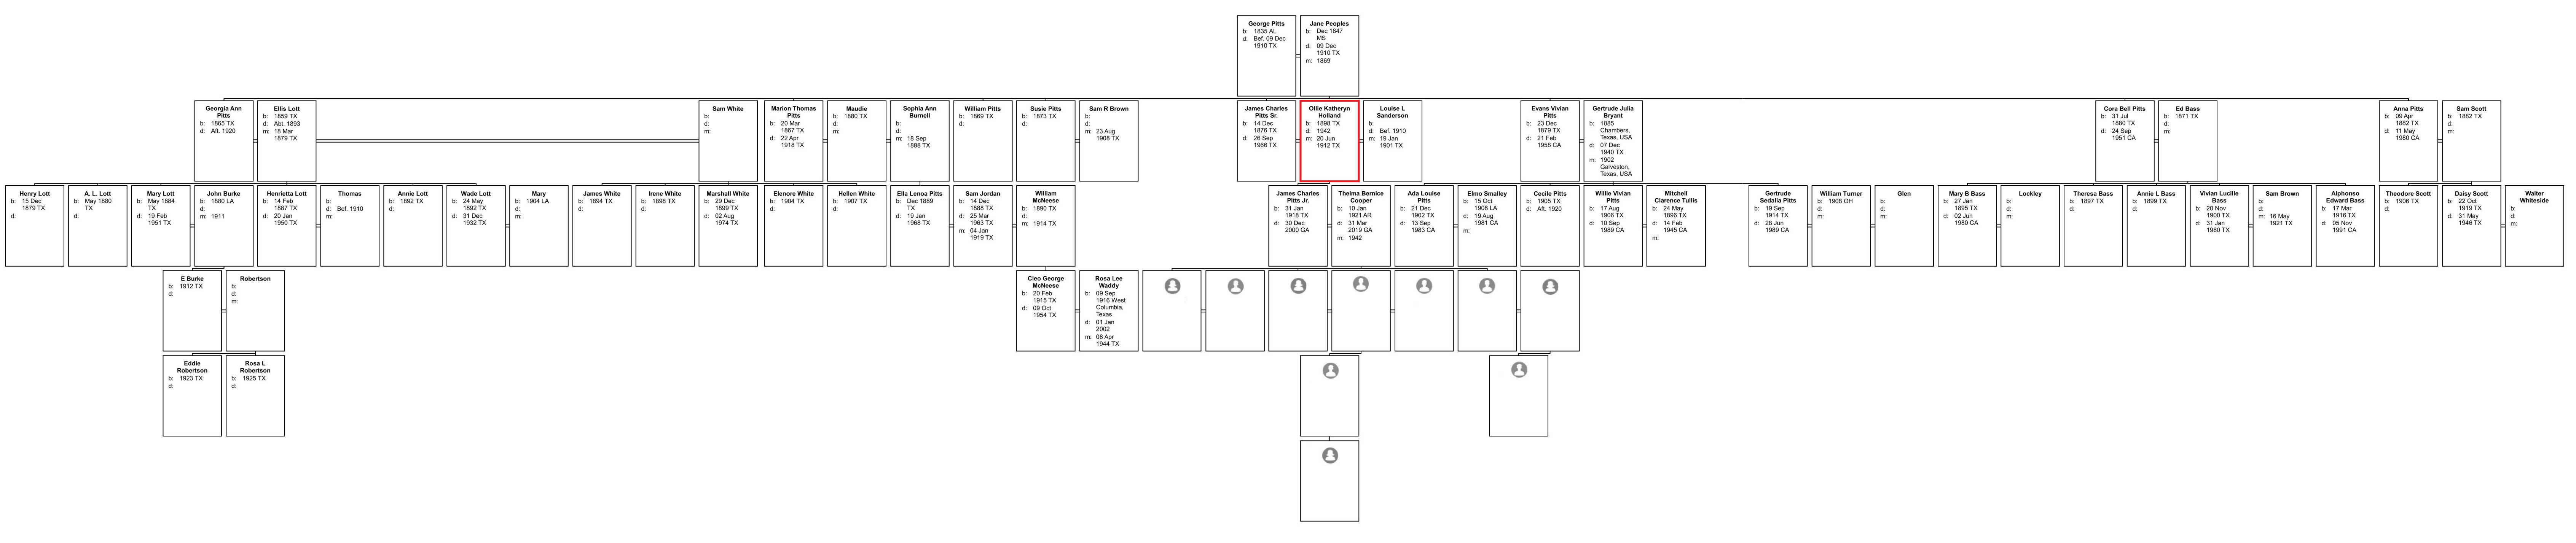 George Pitts
b: 1835 AL
d: Bef. 09 Dec
1910 TX
Jane Peoples
b: Dec 1847
MS
d: 09 Dec
1910 TX
m: 1869
Georgia Ann
Pitts
b: 1865 TX
d: Aft. 1920
Ellis Lott
b: 1859 TX
d: Abt. 1893
m: 18 Mar
1879 TX
Sam White
b:
d:
m:
Marion Thomas
Pitts
b: 20 Mar
1867 TX
d: 22 Apr
1918 TX
Maudie
b: 1880 TX
d:
m:
Sophia Ann
Burnell
b:
d:
m: 18 Sep
1888 TX
William Pitts
b: 1869 TX
d:
Susie Pitts
b: 1873 TX
d:
Sam R Brown
b:
d:
m: 23 Aug
1908 TX
James Charles
Pitts Sr.
b: 14 Dec
1876 TX
d: 26 Sep
1966 TX
Ollie Katheryn
Holland
b: 1898 TX
d: 1942
m: 20 Jun
1912 TX
Louise L
Sanderson
b:
d: Bef. 1910
m: 19 Jan
1901 TX
Evans Vivian
Pitts
b: 23 Dec
1879 TX
d: 21 Feb
1958 CA
Gertrude Julia
Bryant
b: 1885
Chambers,
Texas, USA
d: 07 Dec
1940 TX
m: 1902
Galveston,
Texas, USA
Cora Bell Pitts
b: 31 Jul
1880 TX
d: 24 Sep
1951 CA
Ed Bass
b: 1871 TX
d:
m:
Anna Pitts
b: 09 Apr
1882 TX
d: 11 May
1980 CA
Sam Scott
b: 1882 TX
d:
m:
Henry Lott
b: 15 Dec
1879 TX
d:
A. L. Lott
b: May 1880
TX
d:
Mary Lott
b: May 1884
TX
d: 19 Feb
1951 TX
John Burke
b: 1880 LA
d:
m: 1911
Henrietta Lott
b: 14 Feb
1887 TX
d: 20 Jan
1950 TX
Thomas
b:
d: Bef. 1910
m:
Annie Lott
b: 1892 TX
d:
Wade Lott
b: 24 May
1892 TX
d: 31 Dec
1932 TX
Mary
b: 1904 LA
d:
m:
James White
b: 1894 TX
d:
Irene White
b: 1898 TX
d:
Marshall White
b: 29 Dec
1899 TX
d: 02 Aug
1974 TX
Elenore White
b: 1904 TX
d:
Hellen White
b: 1907 TX
d:
Ella Lenoa Pitts
b: Dec 1889
TX
d: 19 Jan
1968 TX
Sam Jordan
b: 14 Dec
1888 TX
d: 25 Mar
1963 TX
m: 04 Jan
1919 TX
William
McNeese
b: 1890 TX
d:
m: 1914 TX
James Charles
Pitts Jr.
b: 31 Jan
1918 TX
d: 30 Dec
2000 GA
Thelma Bernice
Cooper
b: 10 Jan
1921 AR
d: 31 Mar
2019 GA
m: 1942
Ada Louise
Pitts
b: 21 Dec
1902 TX
d: 13 Sep
1983 CA
Elmo Smalley
b: 15 Oct
1908 LA
d: 19 Aug
1981 CA
m:
Cecile Pitts
b: 1905 TX
d: Aft. 1920
Willie Vivian
Pitts
b: 17 Aug
1906 TX
d: 10 Sep
1989 CA
Mitchell
Clarence Tullis
b: 24 May
1896 TX
d: 14 Feb
1945 CA
m:
Gertrude
Sedalia Pitts
b: 19 Sep
1914 TX
d: 28 Jun
1989 CA
William Turner
b: 1908 OH
d:
m:
Glen
b:
d:
m:
Mary B Bass
b: 27 Jan
1895 TX
d: 02 Jun
1980 CA
Lockley
b:
d:
m:
Theresa Bass
b: 1897 TX
d:
Annie L Bass
b: 1899 TX
d:
Vivian Lucille
Bass
b: 20 Nov
1900 TX
d: 31 Jan
1980 TX
Sam Brown
b:
d:
m: 16 May
1921 TX
Alphonso
Edward Bass
b: 17 Mar
1916 TX
d: 05 Nov
1991 CA
Theodore Scott
b: 1906 TX
d:
Daisy Scott
b: 22 Oct
1919 TX
d: 31 May
1946 TX
Walter
Whiteside
b:
d:
m:
E Burke
b: 1912 TX
d:
Robertson
b:
d:
m:
Cleo George
McNeese
b: 20 Feb
1915 TX
d: 09 Oct
1954 TX
Rosa Lee
Waddy
b: 09 Sep
1916 West
Columbia,
Texas
d: 01 Jan
2002
m: 08 Apr
1944 TX
Eddie
Robertson
b: 1923 TX
d:
Rosa L
Robertson
b: 1925 TX
d: